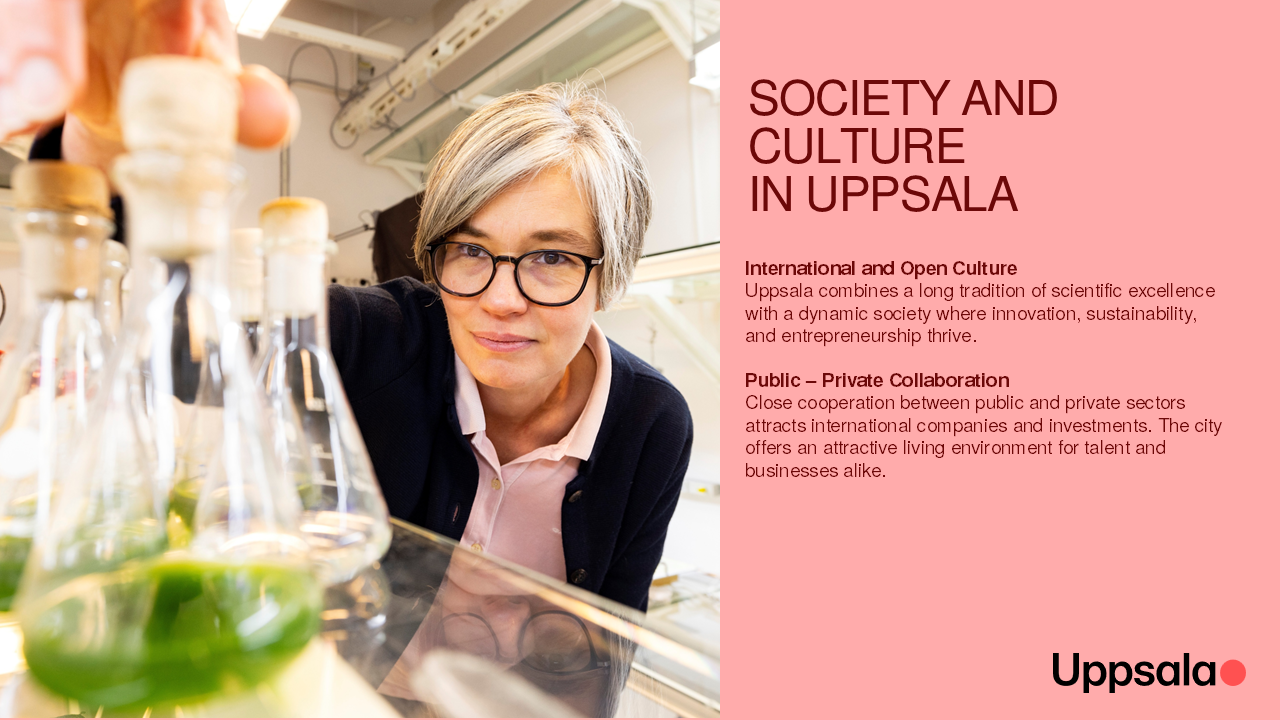 SOCIETY AND
CULTURE
IN UPPSALA
International and Open Culture
Uppsala combines a long tradition of scientific excellence
with a dynamic society where innovation, sustainability,
and entrepreneurship thrive.
Public – Private Collaboration
Close cooperation between public and private sectors
attracts international companies and investments. The city
offers an attractive living environment for talent and
businesses alike.
Uppsala